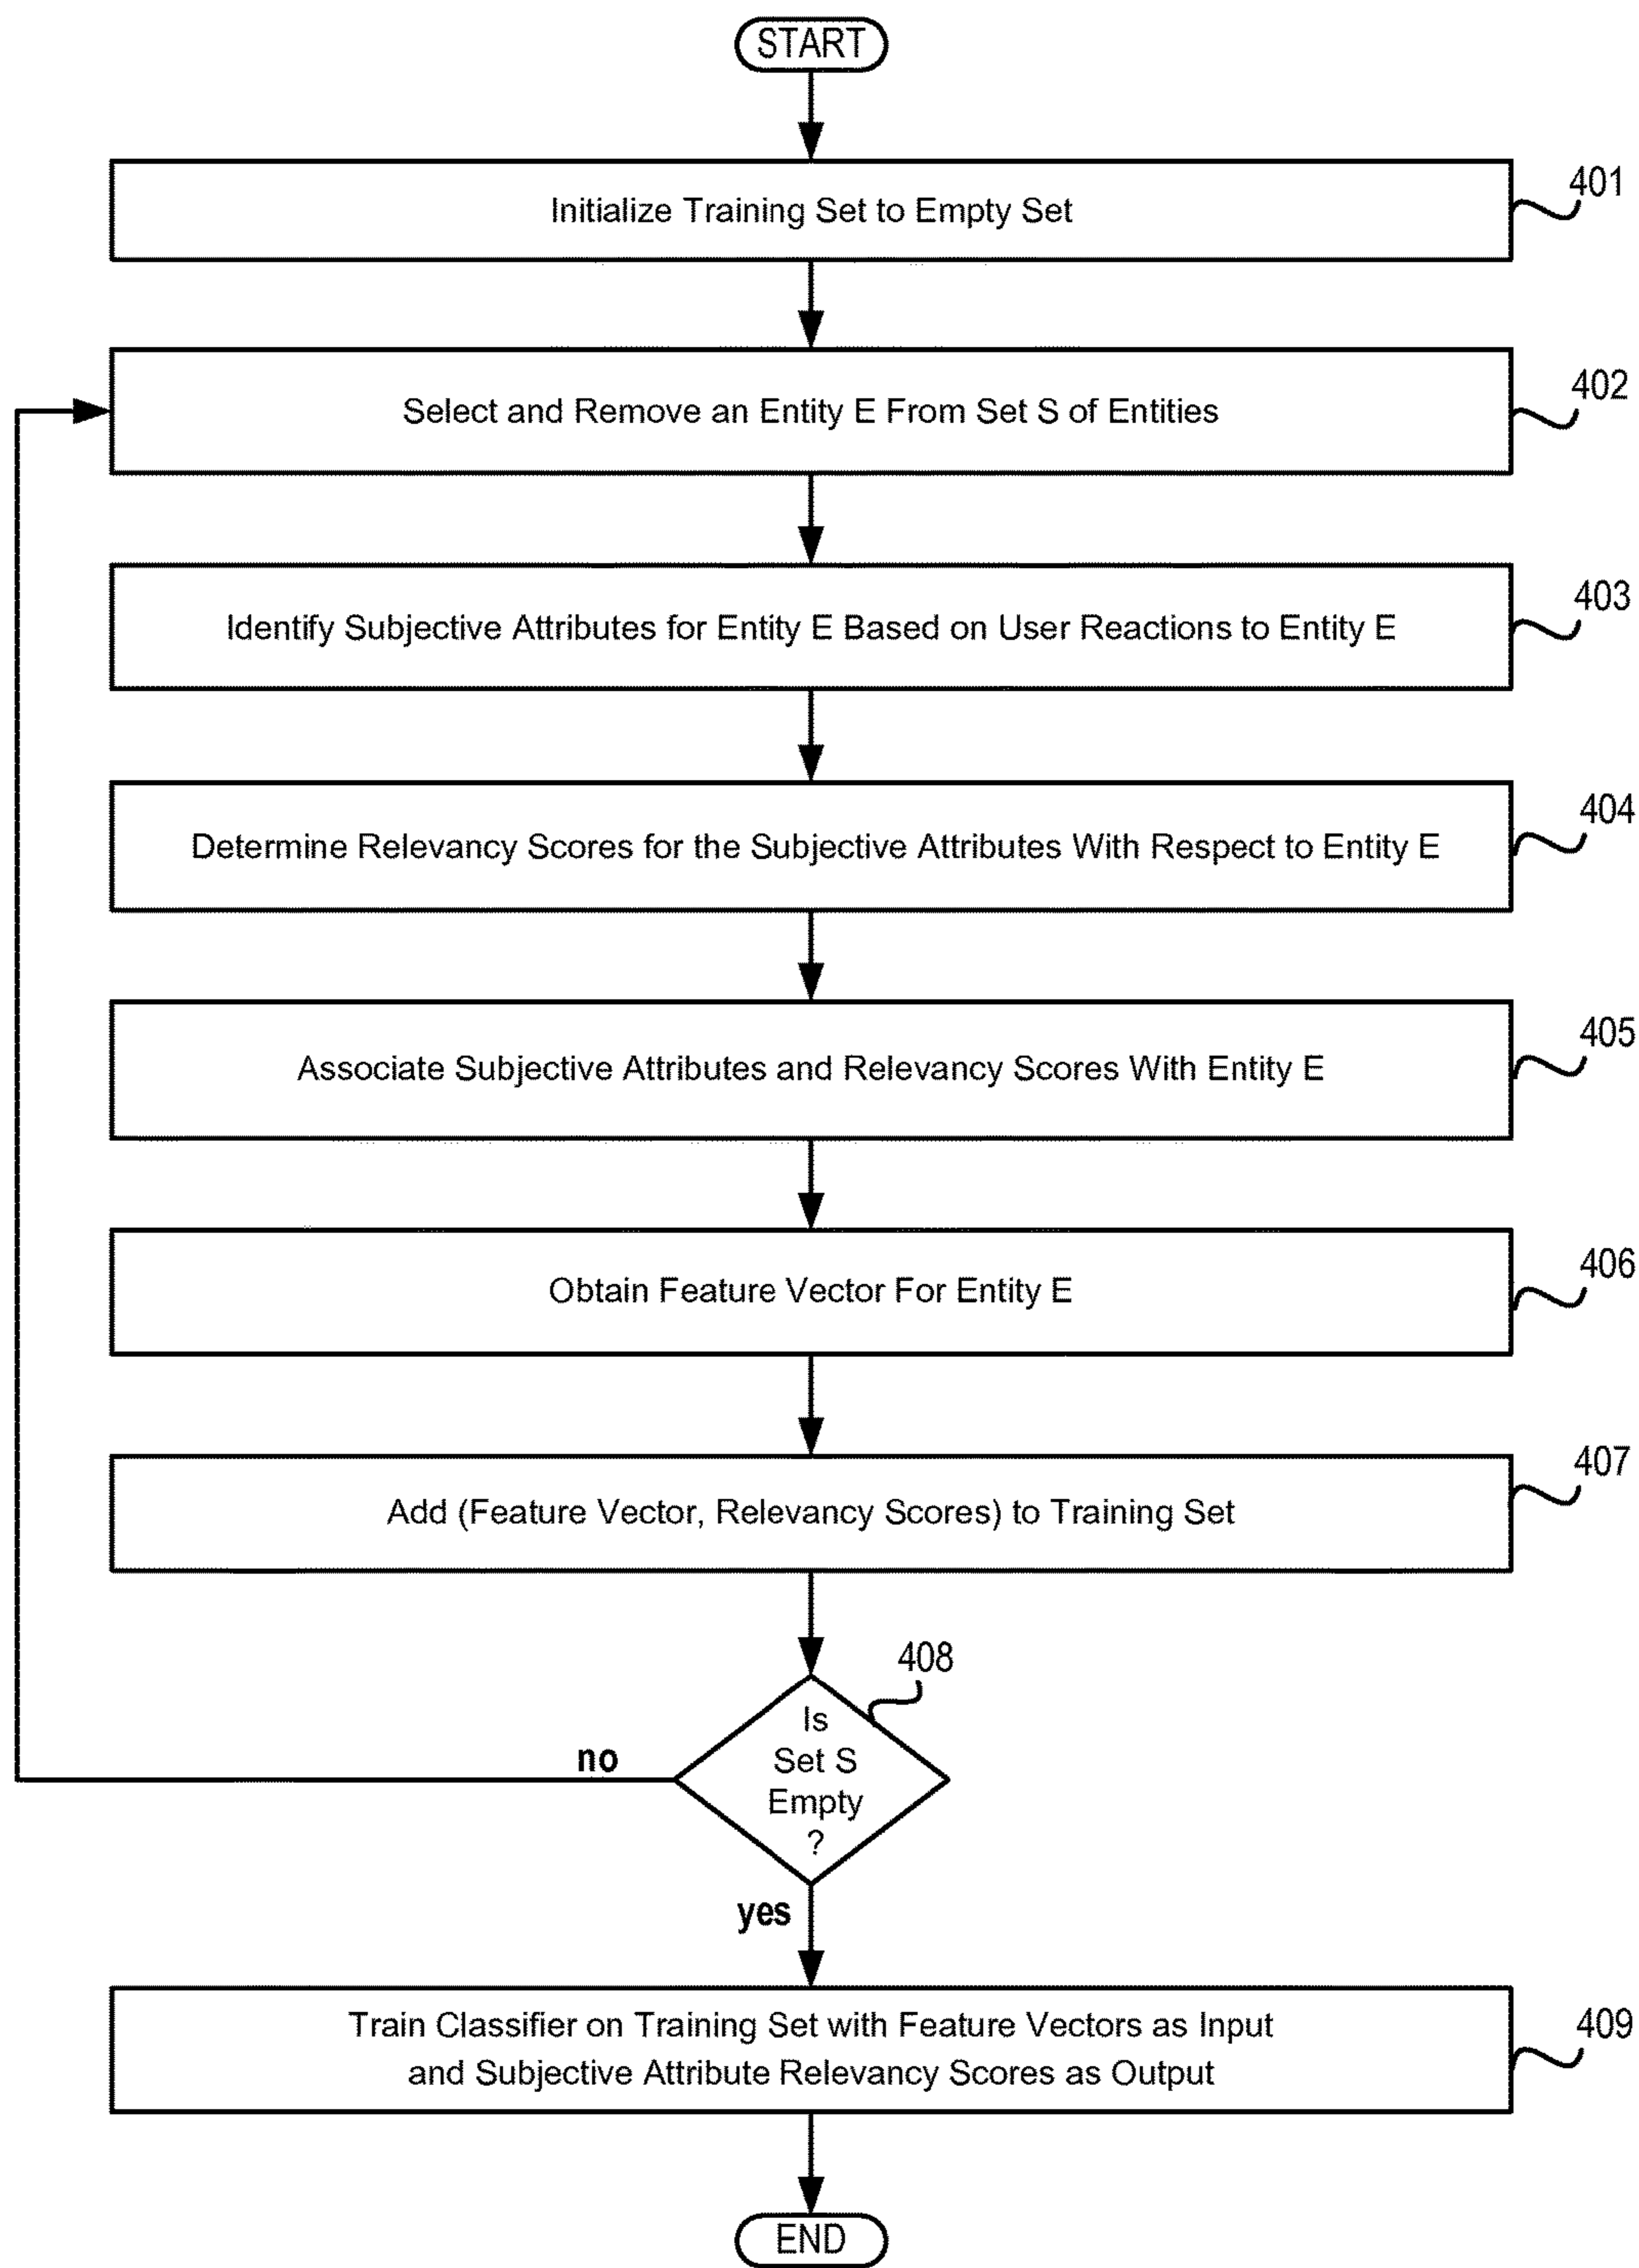 START
401
Initialize Training Set to Empty Set
402
Select and Remove an Entity E From Set S of Entities
403
Identify Subjective Attributes for Entity E Based on User Reactions to Entity E
404
Determine Relevancy Scores for the Subjective Attributes With Respect to Entity E
405
Associate Subjective Attributes and Relevancy Scores With Entity E
406
Obtain Feature Vector For Entity E
407
Add (Feature Vector, Relevancy Scores) to Training Set
408
Is
Set S
Empty
?
no
yes
409
Train Classifier on Training Set with Feature Vectors as Input
and Subjective Attribute Relevancy Scores as Output
END